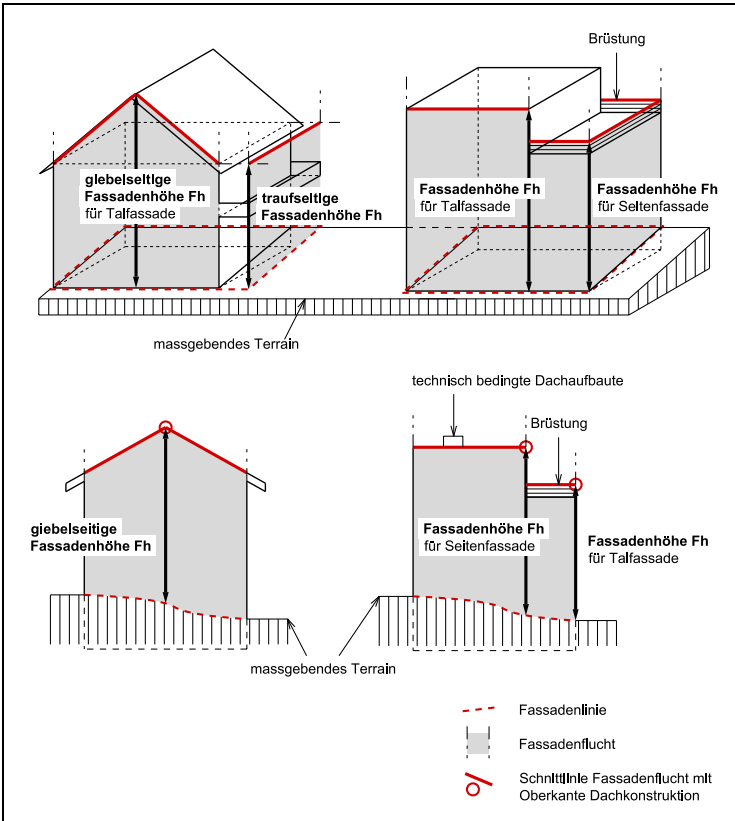 Brüstung
giebelseitige
Fassadenhöhe Fh
für Talfassade
traufseitige
Fassadenhöhe Fh
Fassadenhöhe Fh
für Talfassade
Fassadenhöhe Fh
für Seitenfassade
massgebendes Terrain
technisch bedingte Dachaufbaute
Brüstung
giebelseitige
Fassadenhöhe Fh
Fassadenhöhe Fh
für Seitenfassade
Fassadenhöhe Fh
für Talfassade
massgebendes Terrain
Fassadenlinie
Fassadenflucht
Schnittlinie Fassadenflucht mit
Oberkante Dachkonstruktion